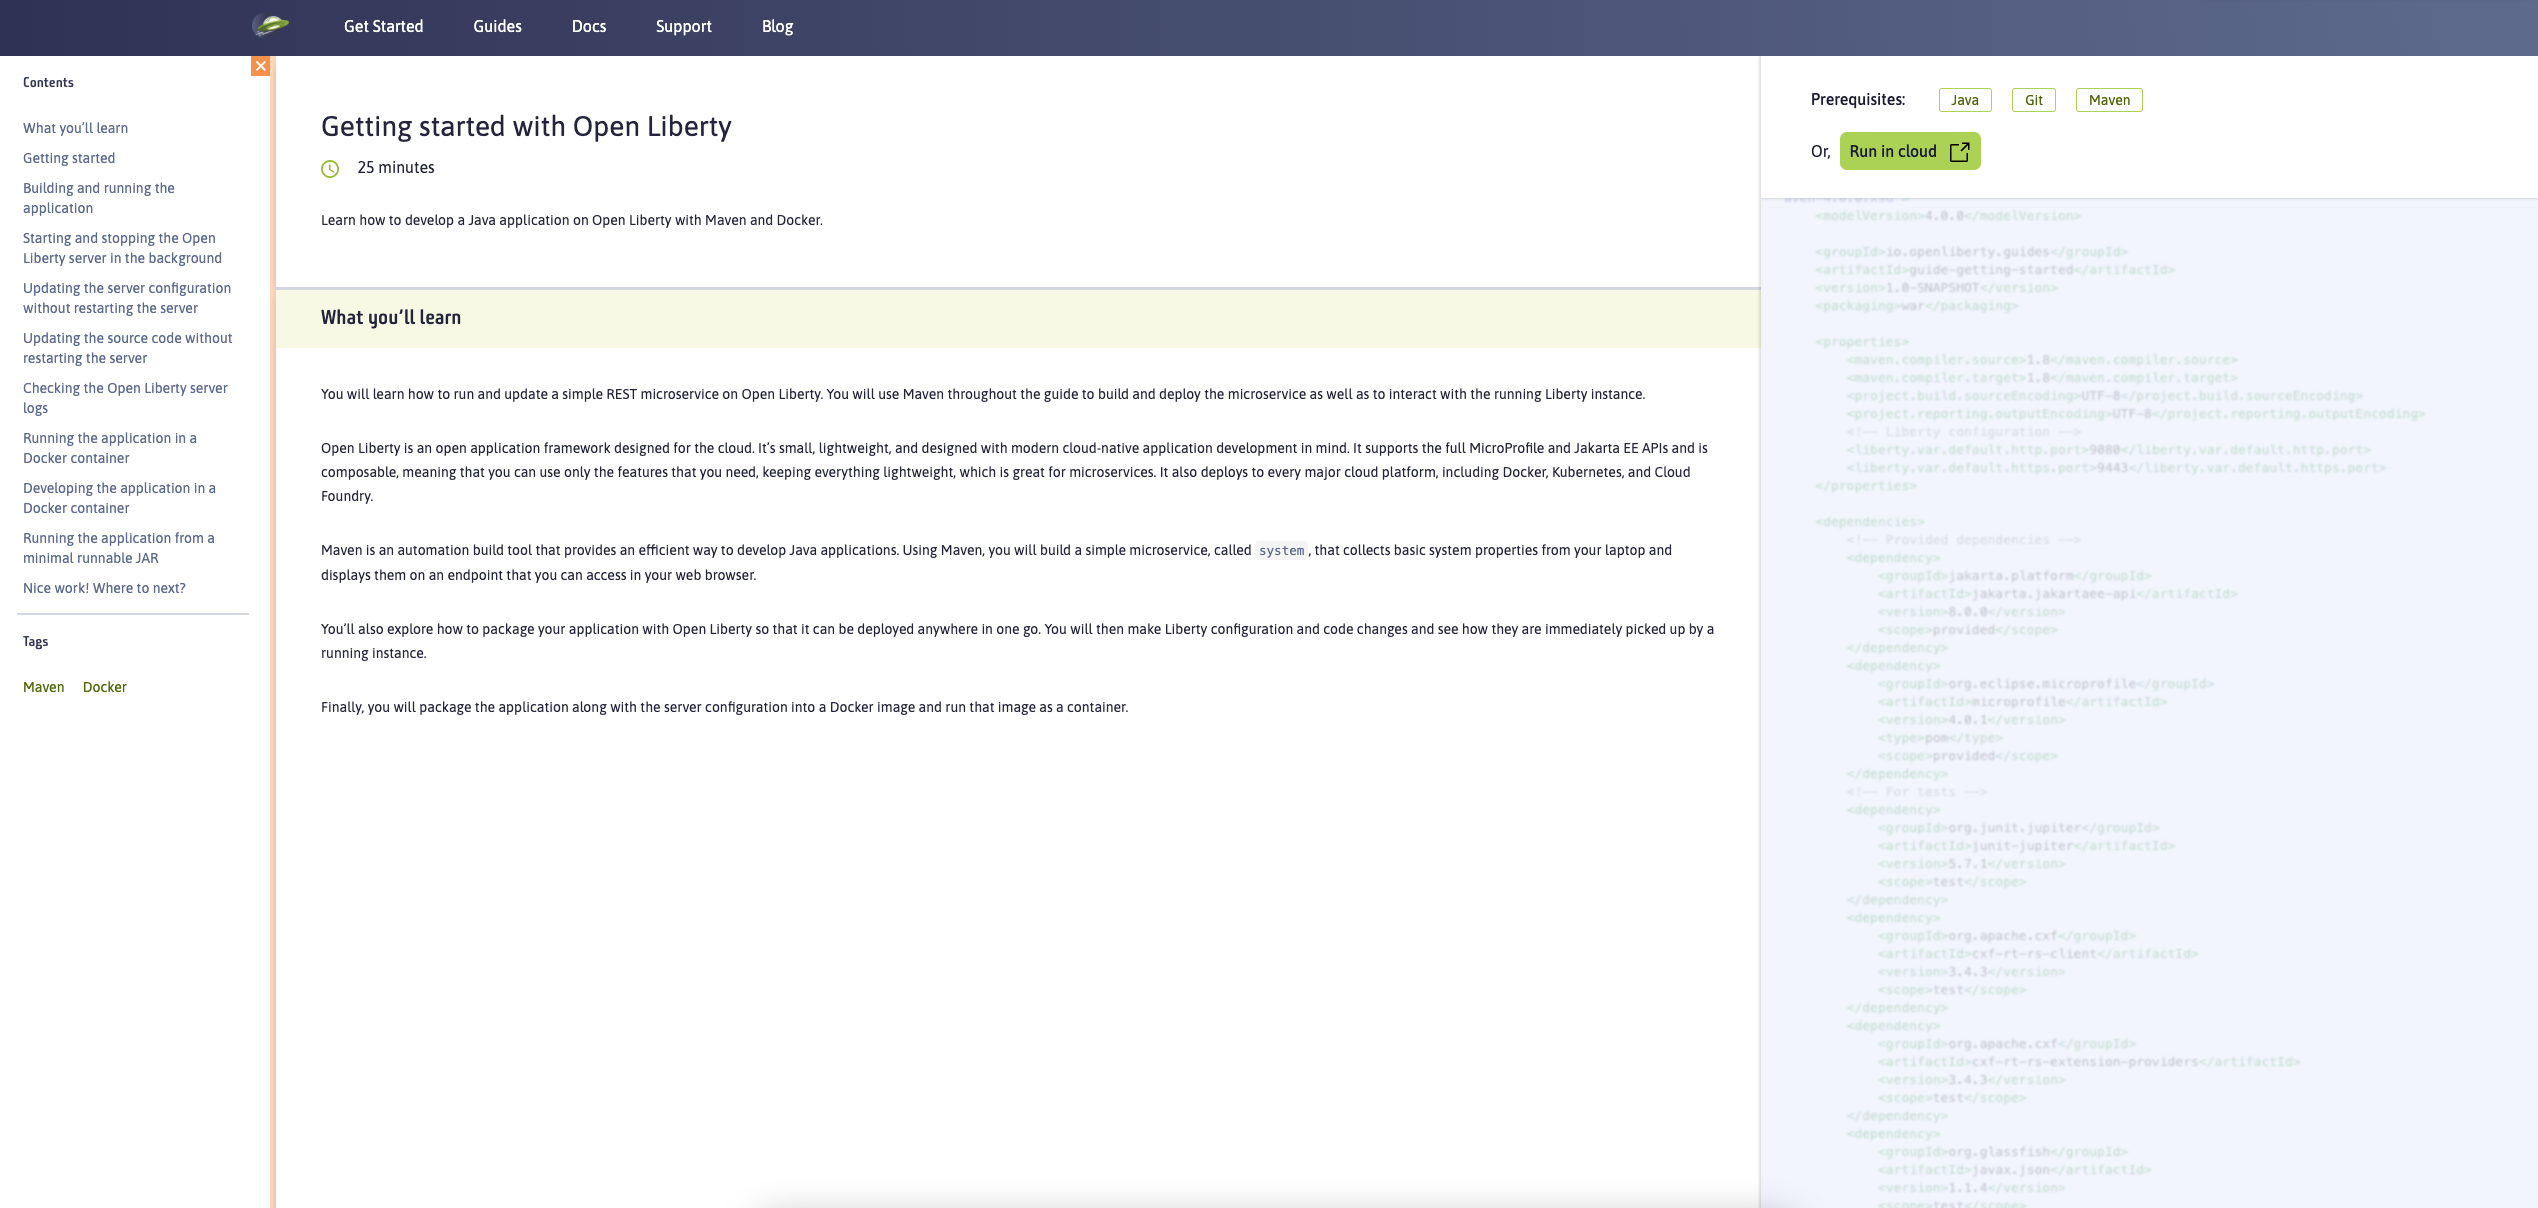 Get Started Guides Docs Support Blog
Contents
What you’ll learn
Getting started
Building and running the
application
Starting and stopping the Open
Liberty server in the background
Updating the server configuration
without restarting the server
Updating the source code without
restarting the server
Checking the Open Liberty server
logs
Running the application in a
Docker container
Developing the application in a
Docker container
Running the application from a
minimal runnable JAR
Nice work! Where to next?
Tags
Maven Docker
Getting started with Open Liberty
25 minutes
Learn how to develop a Java application on Open Liberty with Maven and Docker.
What you’ll learn
You will learn how to run and update a simple REST microservice on Open Liberty. You will use Maven throughout the guide to build and deploy the microservice as well as to interact with the running Liberty instance.
Open Liberty is an open application framework designed for the cloud. It’s small, lightweight, and designed with modern cloud-native application development in mind. It supports the full MicroProfile and Jakarta EE APIs and is
composable, meaning that you can use only the features that you need, keeping everything lightweight, which is great for microservices. It also deploys to every major cloud platform, including Docker, Kubernetes, and Cloud
Foundry.
Maven is an automation build tool that provides an efficient way to develop Java applications. Using Maven, you will build a simple microservice, called system, that collects basic system properties from your laptop and
displays them on an endpoint that you can access in your web browser.
You’ll also explore how to package your application with Open Liberty so that it can be deployed anywhere in one go. You will then make Liberty configuration and code changes and see how they are immediately picked up by a
running instance.
Finally, you will package the application along with the server configuration into a Docker image and run that image as a container.
Prerequisites: Java Git Maven
Or, Run in cloud
<modelVersion>4.0.0</modelVersion>
<groupId>io.openliberty.guides</groupId>
<artifactId>guide-getting-started</artifactId>
<version>1.0-SNAPSHOT</version>
<packaging>war</packaging>
<properties>
<maven.compiler.source>1.8</maven.compiler.source>
<maven.compiler.target>1.8</maven.compiler.target>
<project.build.sourceEncoding>UTF-8</project.build.sourceEncoding>
<project.reporting.outputEncoding>UTF-8</project.reporting.outputEncoding>
<!-- Liberty configuration -->
<liberty.var.default.http.port>9080</liberty.var.default.http.port>
<liberty.var.default.https.port>9443</liberty.var.default.https.port>
</properties>
<dependencies>
<!-- Provided dependencies -->
<dependency>
<groupId>jakarta.platform</groupId>
<artifactId>jakarta.jakartaee-api</artifactId>
<version>8.0.0</version>
<scope>provided</scope>
</dependency>
<dependency>
<groupId>org.eclipse.microprofile</groupId>
<artifactId>microprofile</artifactId>
<version>4.0.1</version>
<type>pom</type>
<scope>provided</scope>
</dependency>
<!-- For tests -->
<dependency>
<groupId>org.junit.jupiter</groupId>
<artifactId>junit-jupiter</artifactId>
<version>5.7.1</version>
<scope>test</scope>
</dependency>
<dependency>
<groupId>org.apache.cxf</groupId>
<artifactId>cxf-rt-rs-client</artifactId>
<version>3.4.3</version>
<scope>test</scope>
</dependency>
<dependency>
<groupId>org.apache.cxf</groupId>
<artifactId>cxf-rt-rs-extension-providers</artifactId>
<version>3.4.3</version>
<scope>test</scope>
</dependency>
<dependency>
<groupId>org.glassfish</groupId>
<artifactId>javax.json</artifactId>
<version>1.1.4</version>
<scope>test</scope>